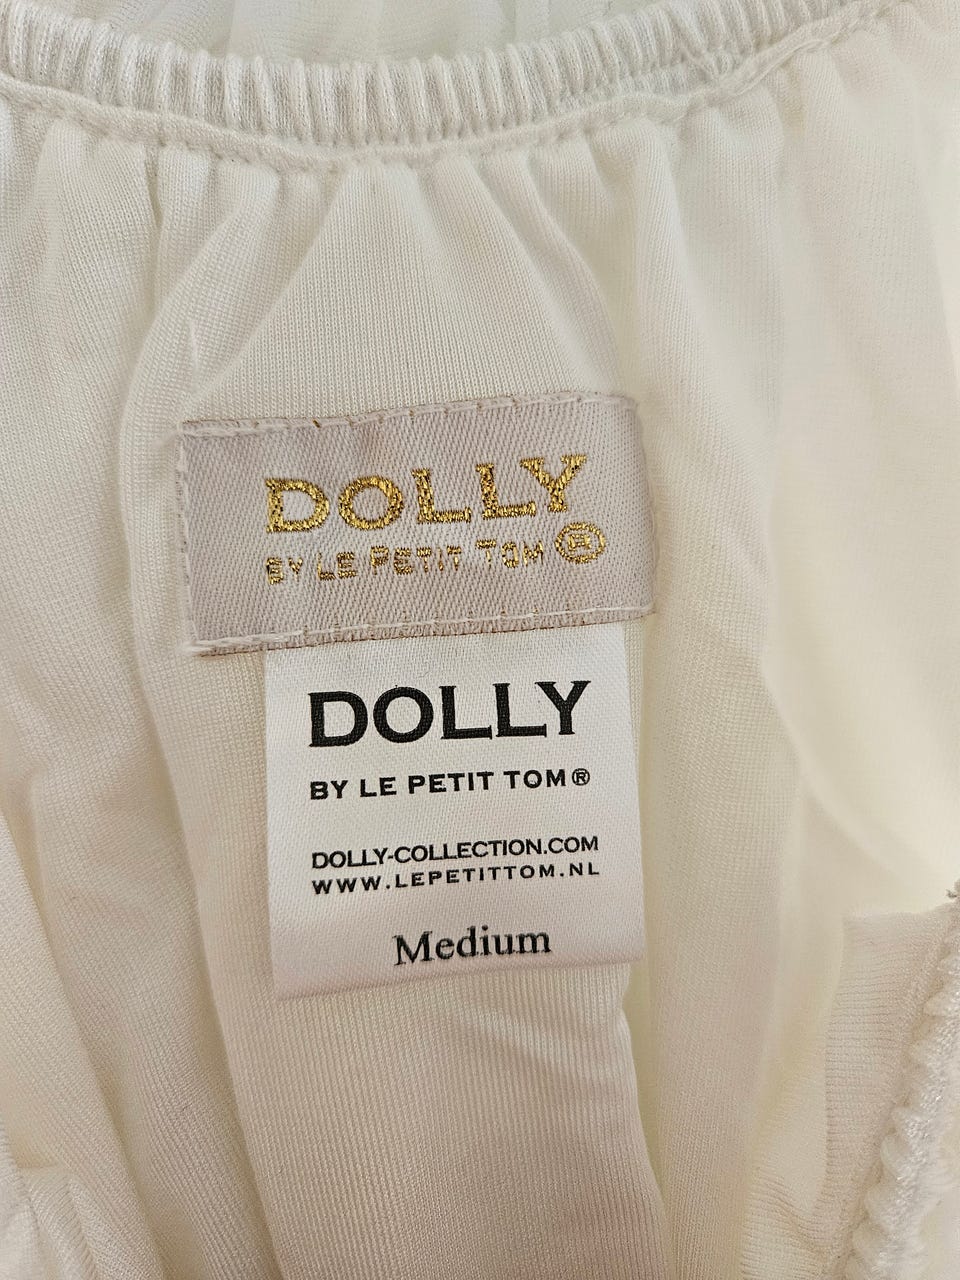 DOLLY
BY LE PETIT TOM ®
DOLLY
BY LE PETIT TOM®
DOLLY-COLLECTION.COM
WWW.LEPETITTOM.NL
Medium